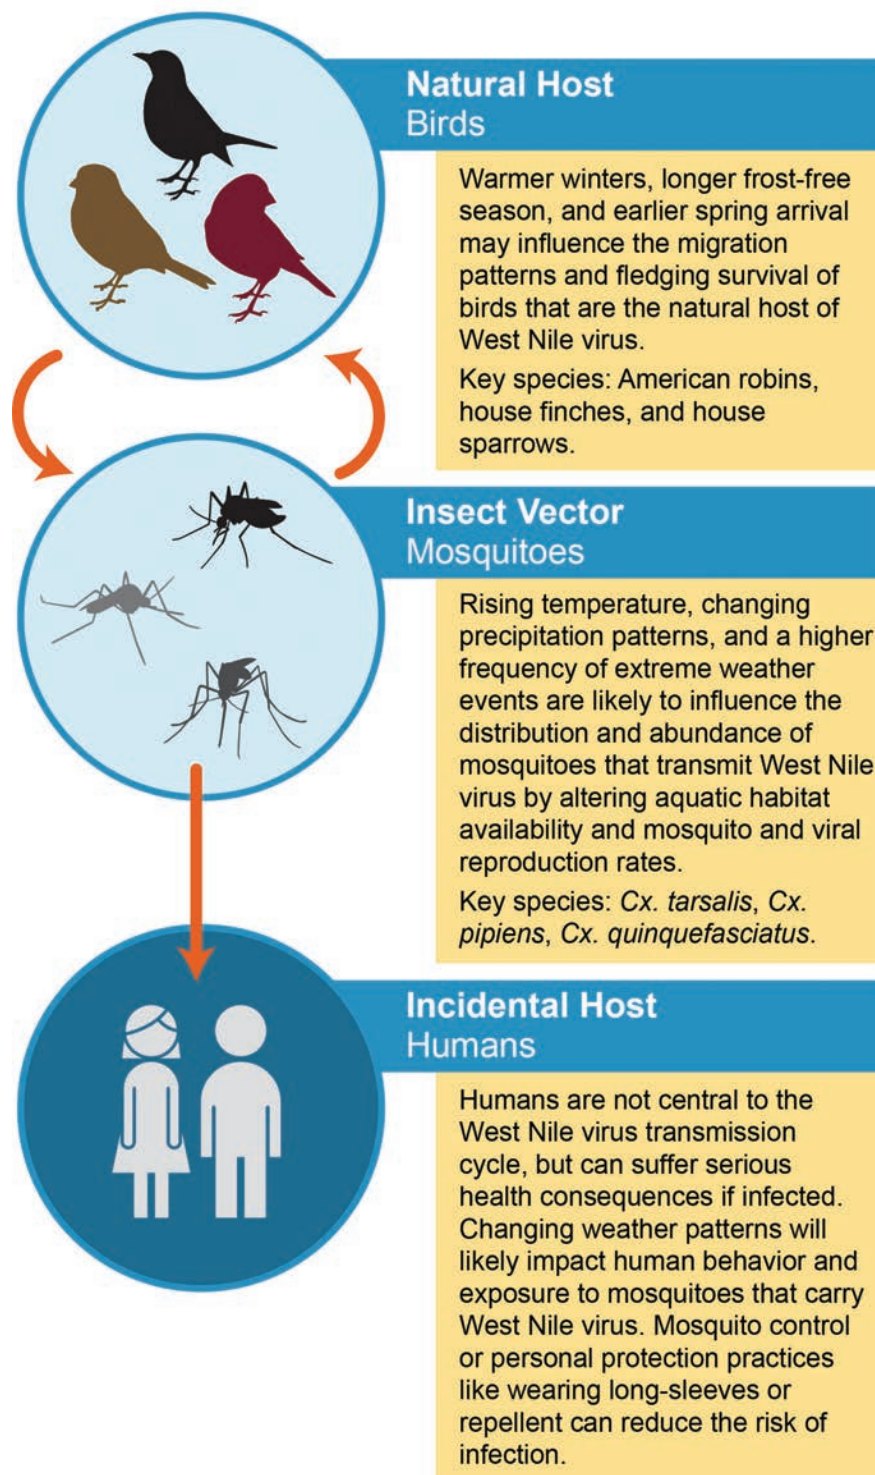 Natural Host
Birds
Warmer winters, longer frost-free
season, and earlier spring arrival
may influence the migration
patterns and fledging survival of
birds that are the natural host of
West Nile virus.
Key species: American robins,
house finches, and house
sparrows.
Insect Vector
Mosquitoes
Rising temperature, changing
precipitation patterns, and a higher
frequency of extreme weather
events are likely to influence the
distribution and abundance of
mosquitoes that transmit West Nile
virus by altering aquatic habitat
availability and mosquito and viral
reproduction rates.
Key species: Cx. tarsalis, Cx.
pipiens, Cx. quinquefasciatus.
Incidental Host
Humans
Humans are not central to the
West Nile virus transmission
cycle, but can suffer serious
health consequences if infected.
Changing weather patterns will
likely impact human behavior and
exposure to mosquitoes that carry
West Nile virus. Mosquito control
or personal protection practices
like wearing long-sleeves or
repellent can reduce the risk of
infection.